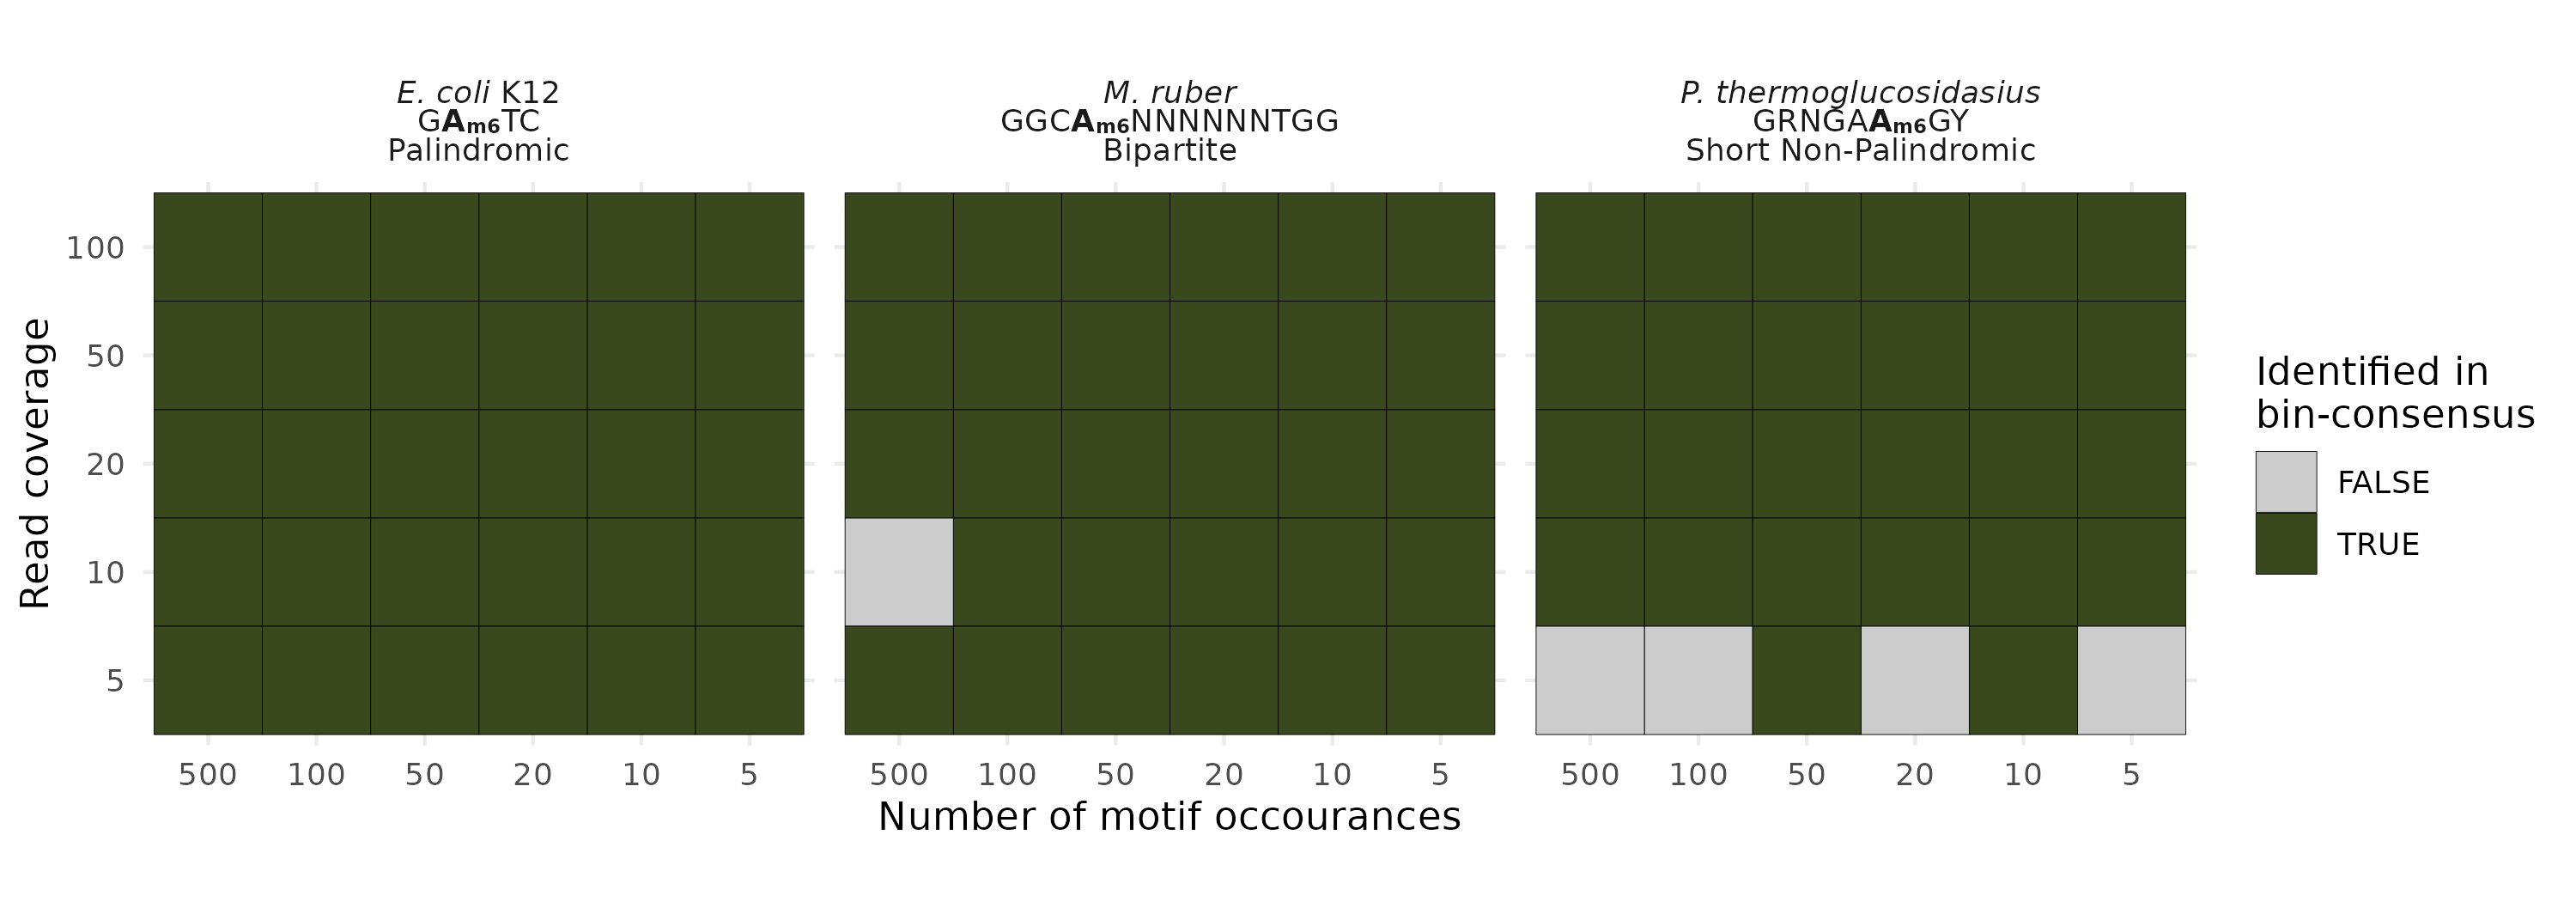 E. coli K12
GAm6TC
Palindromic
M. ruber
GGCAm6NNNNNNTGG
Bipartite
P. thermoglucosidasius
GRNGAAm6GY
Short Non-Palindromic
Read coverage
100
50
20
10
5
500 100 50 20 10 5
500 100 50 20 10 5
500 100 50 20 10 5
Number of motif occourances
Identified in
bin-consensus
FALSE
TRUE